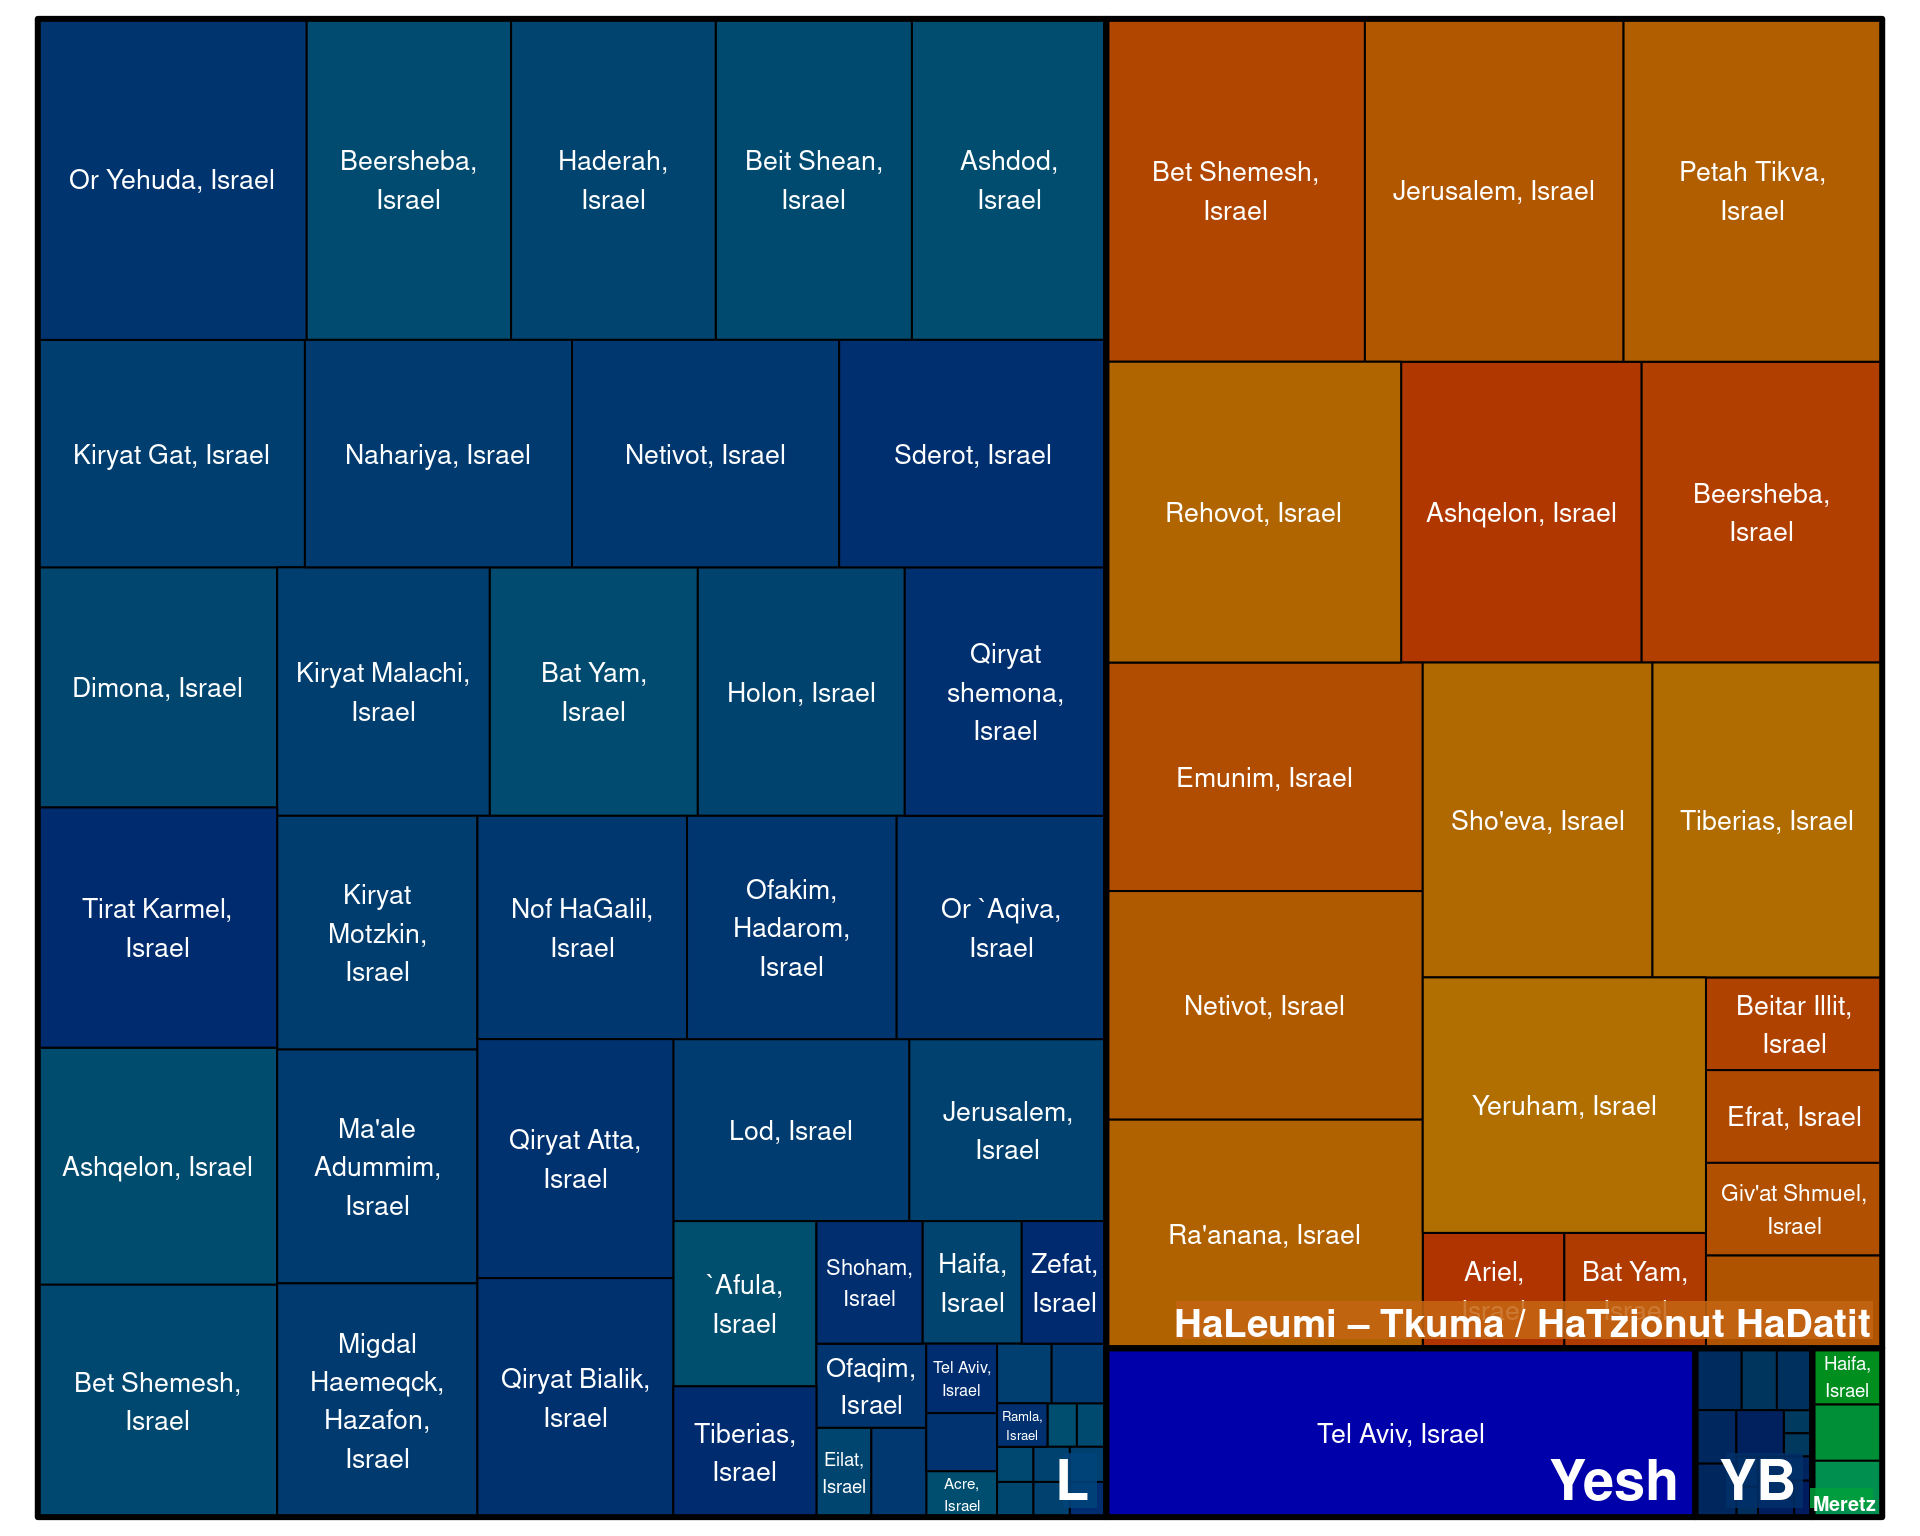 Or Yehuda, Israel
Beersheba,
Israel
Haderah,
Israel
Beit Shean,
Israel
Ashdod,
Israel
Kiryat Gat, Israel
Nahariya, Israel
Netivot, Israel
Sderot, Israel
Dimona, Israel
Kiryat Malachi,
Israel
Bat Yam,
Israel
Holon, Israel
Qiryat
shemona,
Israel
Tirat Karmel,
Israel
Kiryat
Motzkin,
Israel
Nof HaGalil,
Israel
Ofakim,
Hadarom,
Israel
Or `Aqiva,
Israel
Ashqelon, Israel
Ma'ale
Adummim,
Israel
Qiryat Atta,
Israel
Lod, Israel
Jerusalem,
Israel
Bet Shemesh,
Israel
Migdal
Haemeqck,
Hazafon,
Israel
Qiryat Bialik,
Israel
`Afula,
Israel
Shoham,
Israel
Haifa,
Israel
Zefat,
Israel
Tiberias,
Israel
Ofaqim,
Israel
Tel Aviv,
Israel
Ramla,
Israel
Eilat,
Israel
Acre,
Israel
L
Bet Shemesh,
Israel
Jerusalem, Israel
Petah Tikva,
Israel
Rehovot, Israel
Ashqelon, Israel
Beersheba,
Israel
Emunim, Israel
Sho'eva, Israel
Tiberias, Israel
Netivot, Israel
Yeruham, Israel
Beitar Illit,
Israel
Efrat, Israel
Giv'at Shmuel,
Israel
Ra'anana, Israel
Ariel,
Israel
Bat Yam,
Israel
HaLeumi – Tkuma / HaTzionut HaDatit
Tel Aviv, Israel
Yesh
YB
Haifa,
Israel
Meretz